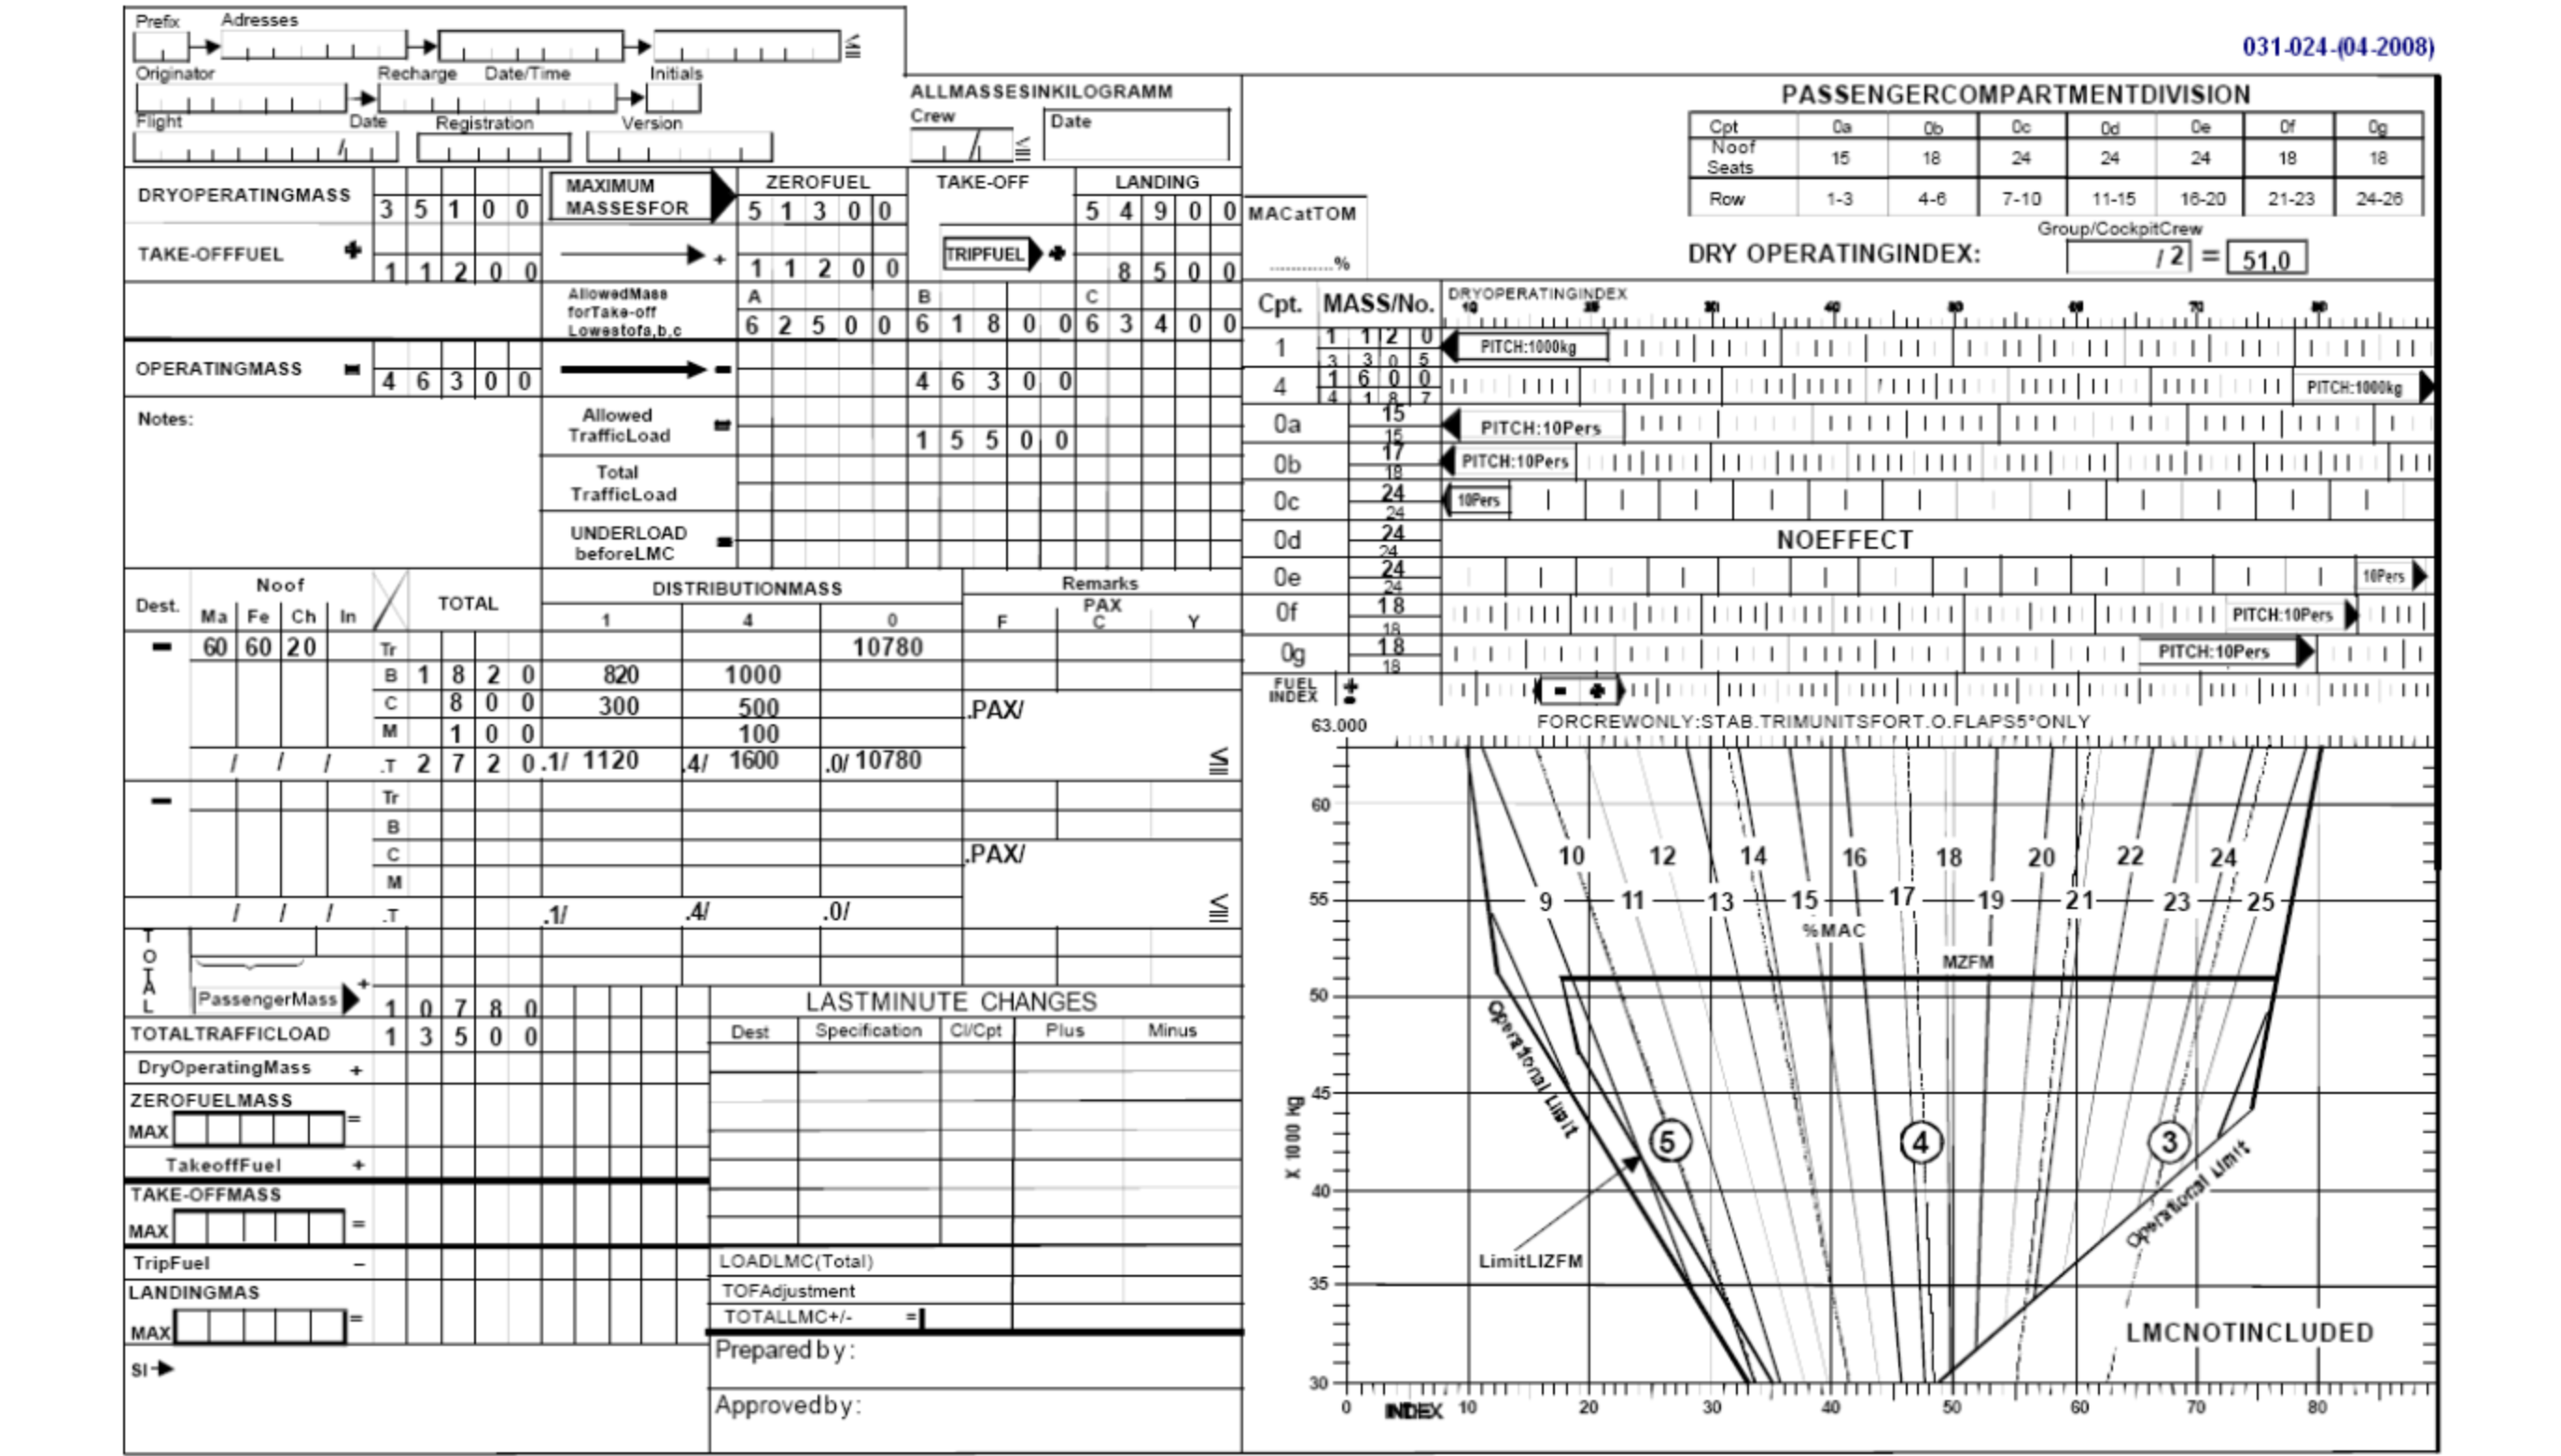 Prefix Adresses
Originator Recharge Date/Time Initials
Flight Date Registration Version
/
ALLMASSESINKILOGRAMM
Crew Date
/
031-024-(04-2008)
DRYOPERATINGMASS 3 5 1 0 0
MAXIMUM
MASSESFOR
ZEROFUEL TAKE-OFF LANDING
5 1 3 0 0 5 4 9 0 0
TAKE-OFFFUEL + 1 1 2 0 0 + 1 1 2 0 0 TRIPFUEL + 8 5 0 0
AllowedMass
forTake-off
Lowestofa,b,c
A B C
6 2 5 0 0 6 1 8 0 0 6 3 4 0 0
OPERATINGMASS = 4 6 3 0 0 - 4 6 3 0 0
Notes:
Allowed
TrafficLoad = 1 5 5 0 0
Total
TrafficLoad
UNDERLOAD
beforeLMC =
Dest. Noof TOTAL DISTRIBUTIONMASS Remarks
Ma Fe Ch In 1 4 0 F PAX C Y
- 60 60 20 Tr 10780
B 1 8 2 0 820 1000
C 8 0 0 300 500 .PAX/
M 1 0 0 100
/ / / .T 2 7 2 0 .1/ 1120 .4/ 1600 .0/ 10780 ≤
- Tr
B
C .PAX/
M
/ / / .T .1/ .4/ .0/ ≤
TOTAL
PassengerMass + 1 0 7 8 0
TOTALTRAFFICLOAD 1 3 5 0 0
DryOperatingMass +
ZEROFUELMASS
MAX =
TakeoffFuel +
TAKE-OFFMASS
MAX =
TripFuel –
LANDINGMAS
MAX =
SI
LASTMINUTE CHANGES
Dest Specification Cl/Cpt Plus Minus
LOADLMC(Total)
TOFAdjustment
TOTALLMC+/- =
Prepared by:
Approved by:
PASSENGERCOMPARTMENTDIVISION
Cpt 0a 0b 0c 0d 0e 0f 0g
Noof
Seats 15 18 24 24 24 18 18
Row 1-3 4-6 7-10 11-15 16-20 21-23 24-26
MACatTOM
............%
Group/CockpitCrew
DRY OPERATINGINDEX: / 2 = 51,0
Cpt. MASS/No. DRYOPERATINGINDEX
10 20 30 40 50 60 70 80
1 1 1 2 0 PITCH:1000kg
3 3 0 5
4 1 6 0 0 PITCH:1000kg
4 1 8 7
0a 15 PITCH:10Pers
15
0b 17 PITCH:10Pers
18
0c 24 10Pers
24
0d 24 NOEFFECT
24
0e 24 10Pers
24
0f 18 PITCH:10Pers
18
0g 18 PITCH:10Pers
18
FUEL
INDEX - +
63.000 FORCREWONLY:STAB.TRIMUNITSFORT.O.FLAPS5°ONLY
60
10 12 14 16 18 20 22 24
55 9 11 13 15 17 19 21 23 25
%MAC
MZFM
50
Operational Limit
45
X 1000 Kg
5 4 3
40
Operational Limit
LimitLIZFM
35
LMCNOTINCLUDED
30
0 INDEX 10 20 30 40 50 60 70 80